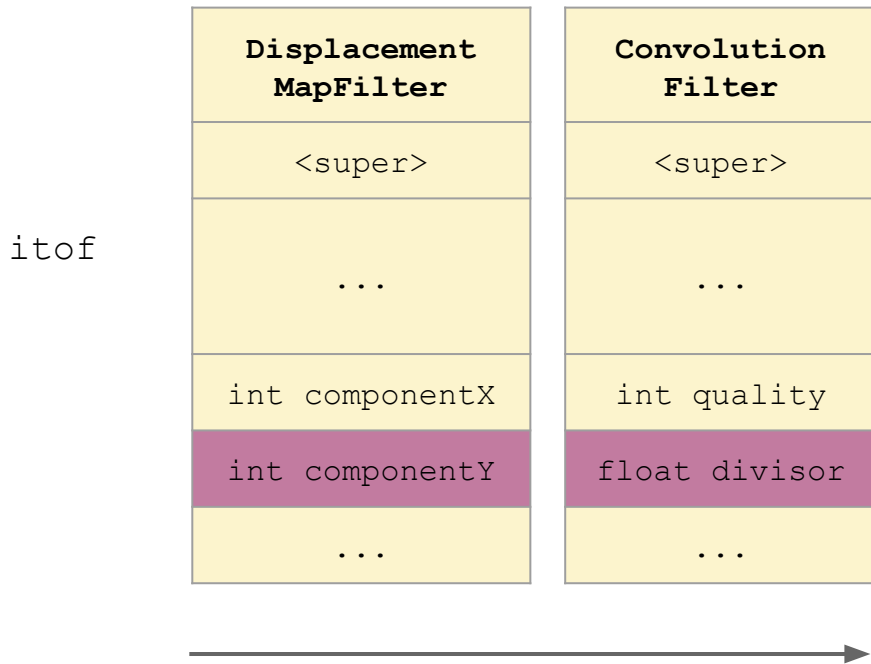 Displacement
MapFilter
<super>
...
int componentX
int componentY
...
Convolution
Filter
<super>
...
int quality
float divisor
...
itof